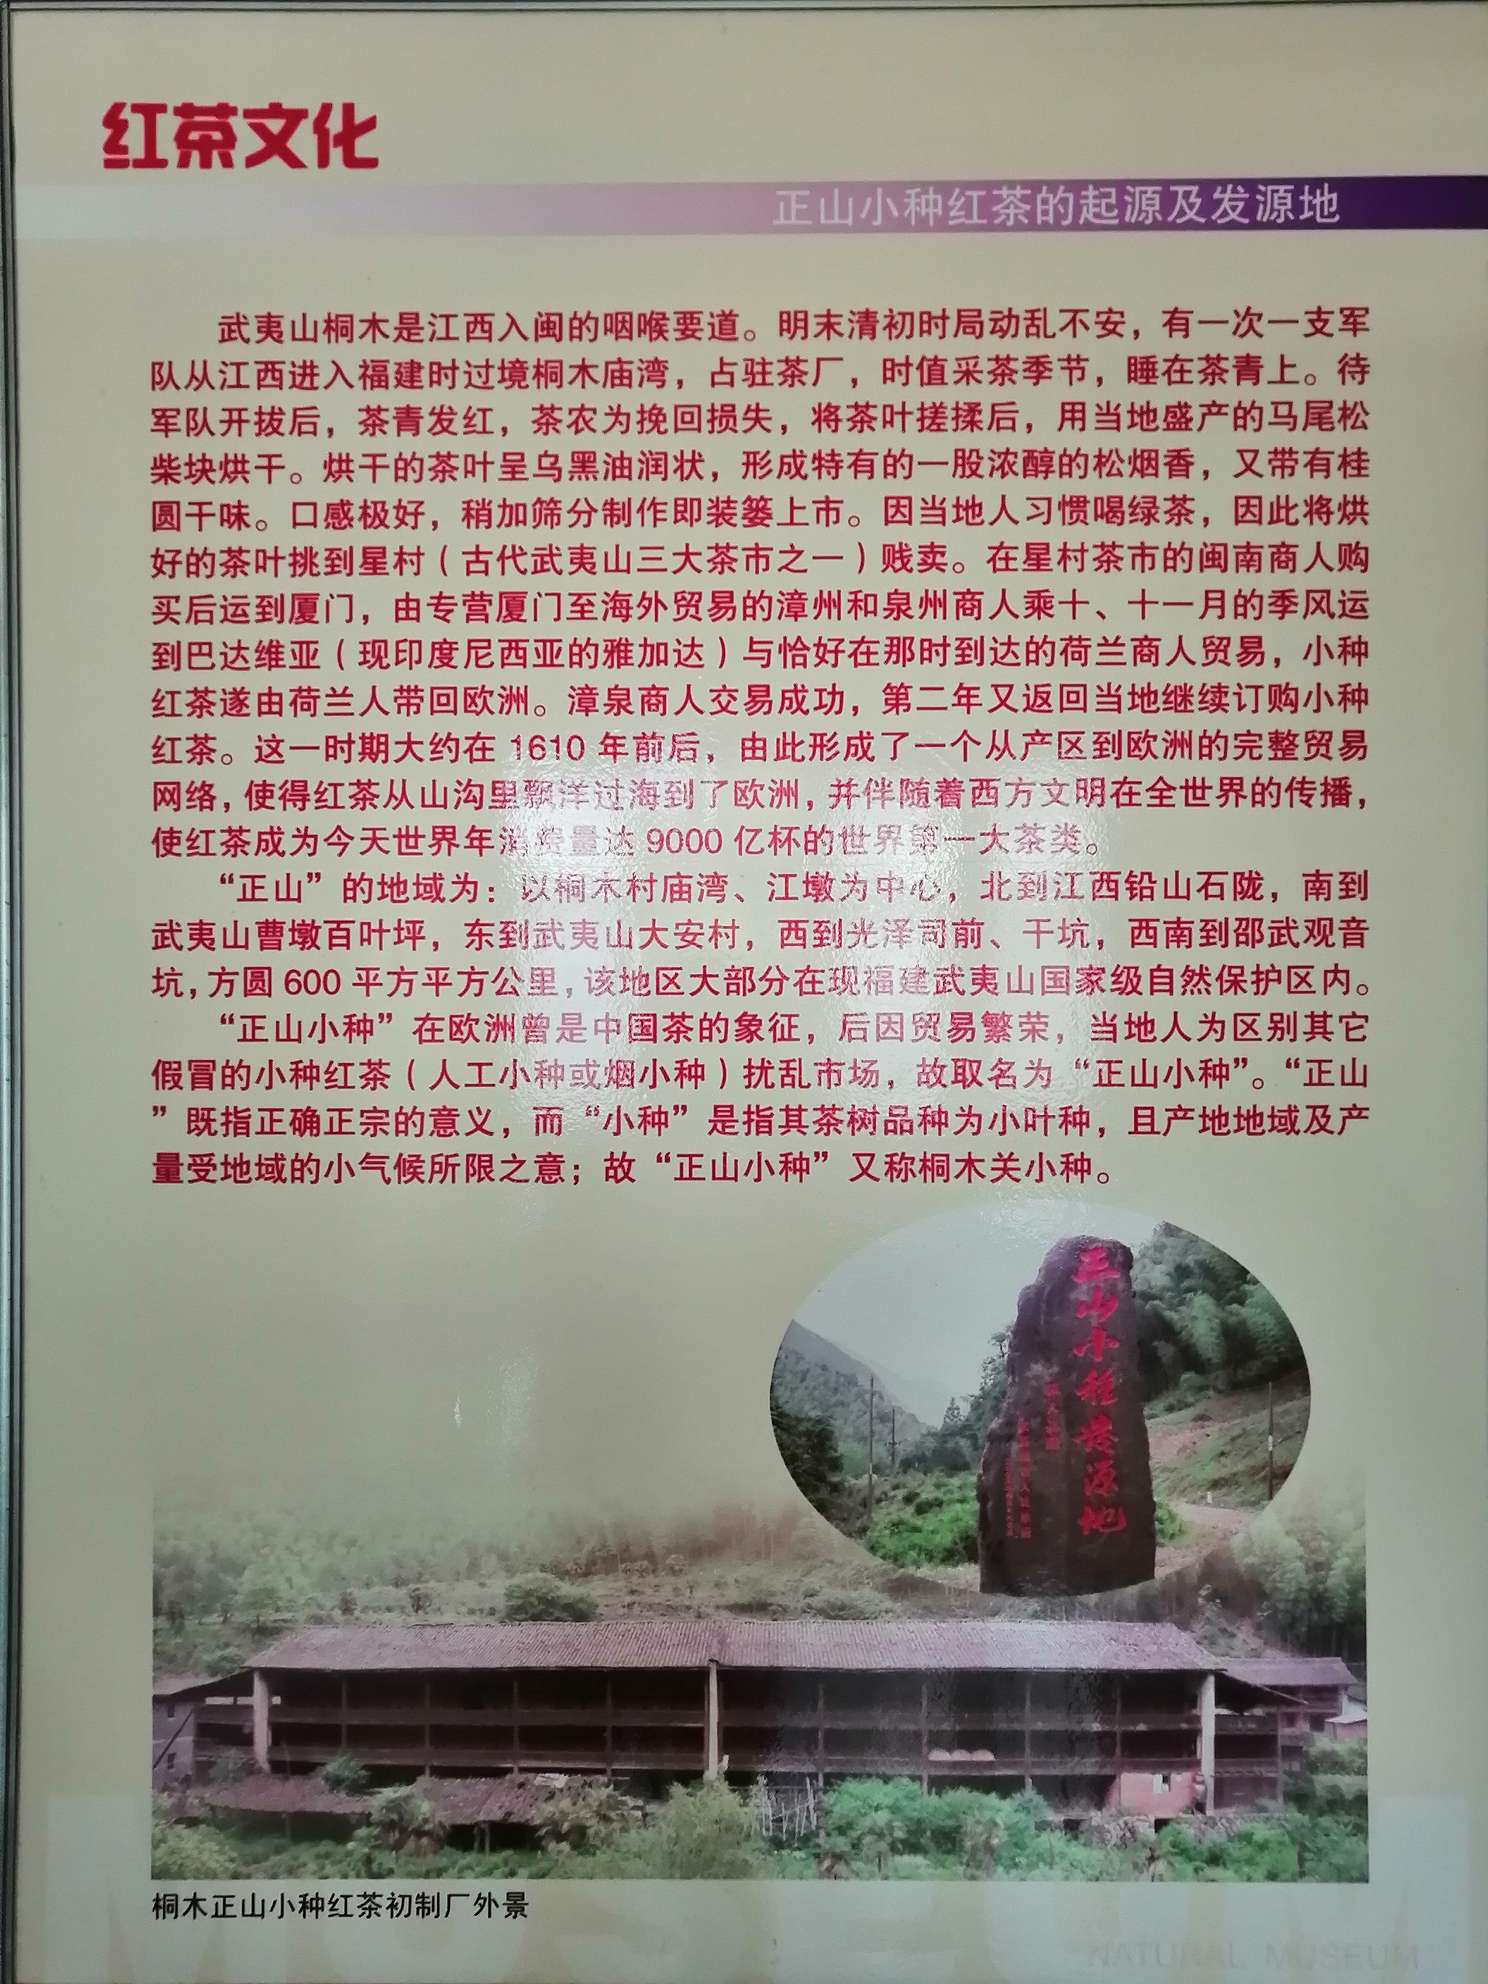 红茶文化
正山小种红茶的起源及发源地
武夷山桐木是江西入闽的咽喉要道。明末清初时局动乱不安，有一次一支军
队从江西进入福建时过境桐木庙湾，占驻茶厂，时值采茶季节，睡在茶青上。待
军队开拔后，茶青发红，茶农为挽回损失，将茶叶搓揉后，用当地盛产的马尾松
柴块烘干。烘干的茶叶呈乌黑油润状，形成特有的一股浓醇的松烟香，又带有桂
圆干味。口感极好，稍加筛分制作即装篓上市。因当地人习惯喝绿茶，因此将烘
好的茶叶挑到星村（古代武夷山三大茶市之一）贱卖。在星村茶市的闽南商人购
买后运到厦门，由专营厦门至海外贸易的漳州和泉州商人乘十、十一月的季风运
到巴达维亚（现印度尼西亚的雅加达）与恰好在那时到达的荷兰商人贸易，小种
红茶遂由荷兰人带回欧洲。漳泉商人交易成功，第二年又返回当地继续订购小种
红茶。这一时期大约在 1610 年前后，由此形成了一个从产区到欧洲的完整贸易
网络，使得红茶从山沟里飘洋过海到了欧洲，并伴随着西方文明在全世界的传播，
使红茶成为今天世界年消费量达 9000 亿杯的世界第一大茶类。
“正山”的地域为：以桐木村庙湾、江墩为中心，北到江西铅山石陇，南到
武夷山曹墩百叶坪，东到武夷山大安村，西到光泽司前、干坑，西南到邵武观音
坑，方圆 600 平方平方公里，该地区大部分在现福建武夷山国家级自然保护区内。
“正山小种”在欧洲曾是中国茶的象征，后因贸易繁荣，当地人为区别其它
假冒的小种红茶（人工小种或烟小种）扰乱市场，故取名为“正山小种”。“正山
”既指正确正宗的意义，而“小种”是指其茶树品种为小叶种，且产地地域及产
量受地域的小气候所限之意；故“正山小种”又称桐木关小种。
正山小种发源地
桐木正山小种红茶初制厂外景
MUSEUM
NATURAL MUSEUM